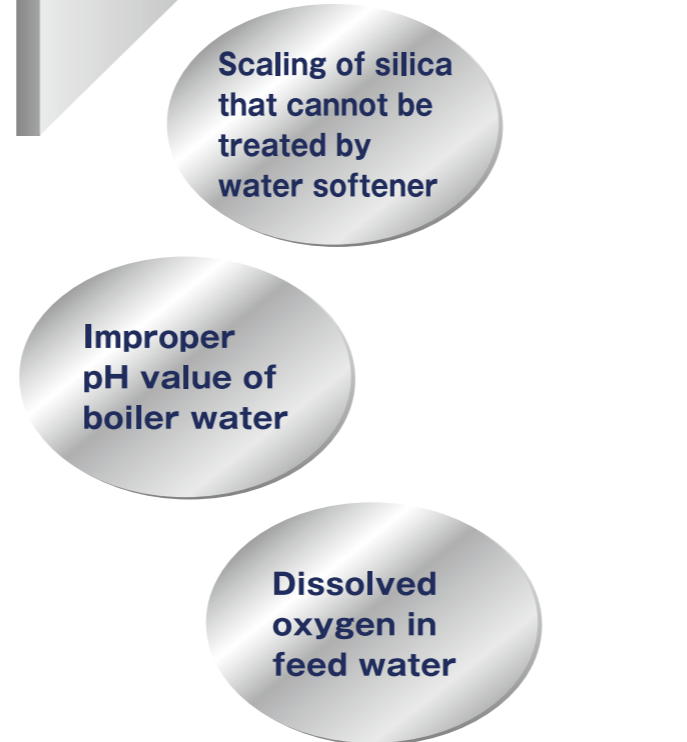 Scaling of silica
that cannot be
treated by
water softener
Improper
pH value of
boiler water
Dissolved
oxygen in
feed water